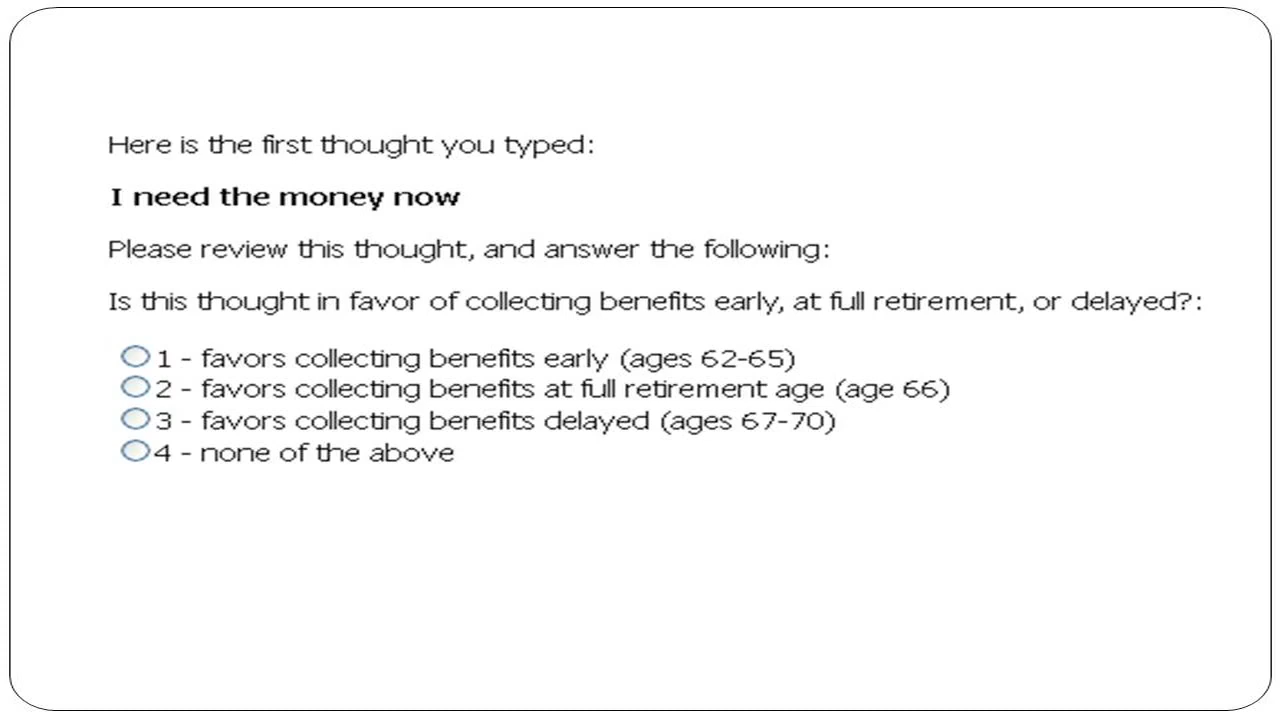 Here is the first thought you typed:
I need the money now
Please review this thought, and answer the following:
Is this thought in favor of collecting benefits early, at full retirement, or delayed?:
1 - favors collecting benefits early (ages 62-65)
2 - favors collecting benefits at full retirement age (age 66)
3 - favors collecting benefits delayed (ages 67-70)
4 - none of the above